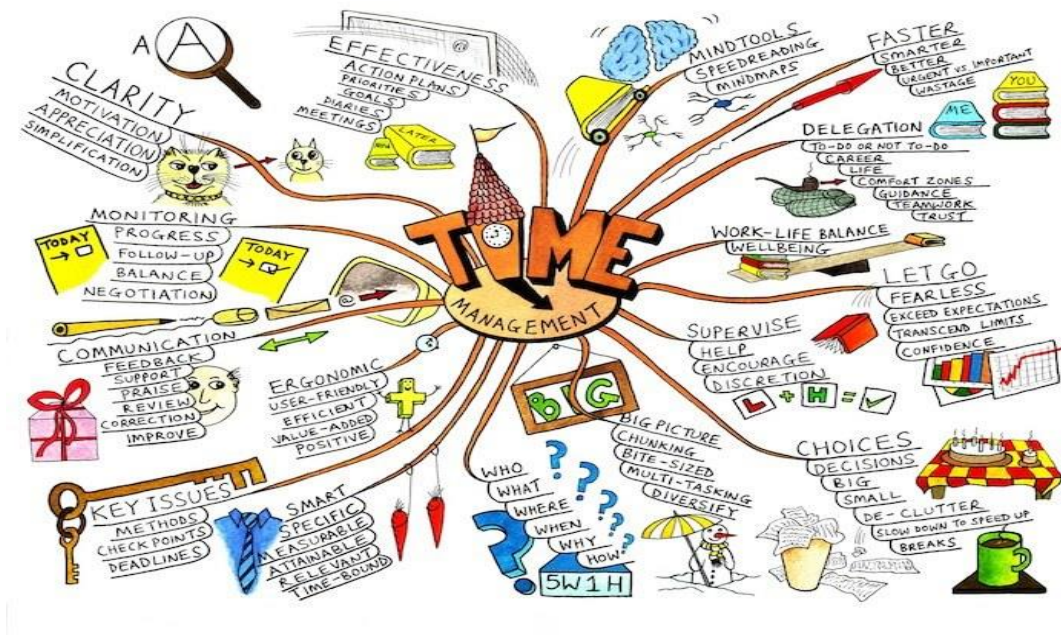 TIME
MANAGEMENT
A
A
CLARITY
MOTIVATION
APPRECIATION
SIMPLIFICATION
EFFECTIVENESS
ACTION PLANS
PRIORITIES
GOALS
DIARIES
MEETINGS
@
NOW
LATER
MINDTOOLS
SPEEDREADING
MINDMAPS
FASTER
SMARTER
BETTER
URGENT VS IMPORTANT
WASTAGE
ME
YOU
DELEGATION
TO-DO OR NOT TO-DO
CAREER
LIFE
COMFORT ZONES
GUIDANCE
TEAMWORK
TRUST
WORK-LIFE BALANCE
WELLBEING
LET GO
FEARLESS
EXCEED EXPECTATIONS
TRANSCEND LIMITS
CONFIDENCE
SUPERVISE
HELP
ENCOURAGE
DISCRETION
L + H = ✓
CHOICES
DECISIONS
BIG
SMALL
DE-CLUTTER
SLOW DOWN TO SPEED UP
BREAKS
BIG
BIG PICTURE
CHUNKING
BITE-SIZED
MULTI-TASKING
DIVERSIFY
WHO
WHAT
WHERE
WHEN
WHY
HOW
? ? ? ? ? ? ?
5W1H
SMART
SPECIFIC
MEASURABLE
ATTAINABLE
RELEVANT
TIME-BOUND
KEY ISSUES
METHODS
CHECK POINTS
DEADLINES
ERGONOMIC
USER-FRIENDLY
EFFICIENT
VALUE-ADDED
POSITIVE
COMMUNICATION
FEEDBACK
SUPPORT
PRAISE
REVIEW
CORRECTION
IMPROVE
@
MONITORING
PROGRESS
FOLLOW-UP
BALANCE
NEGOTIATION
TODAY
TODAY